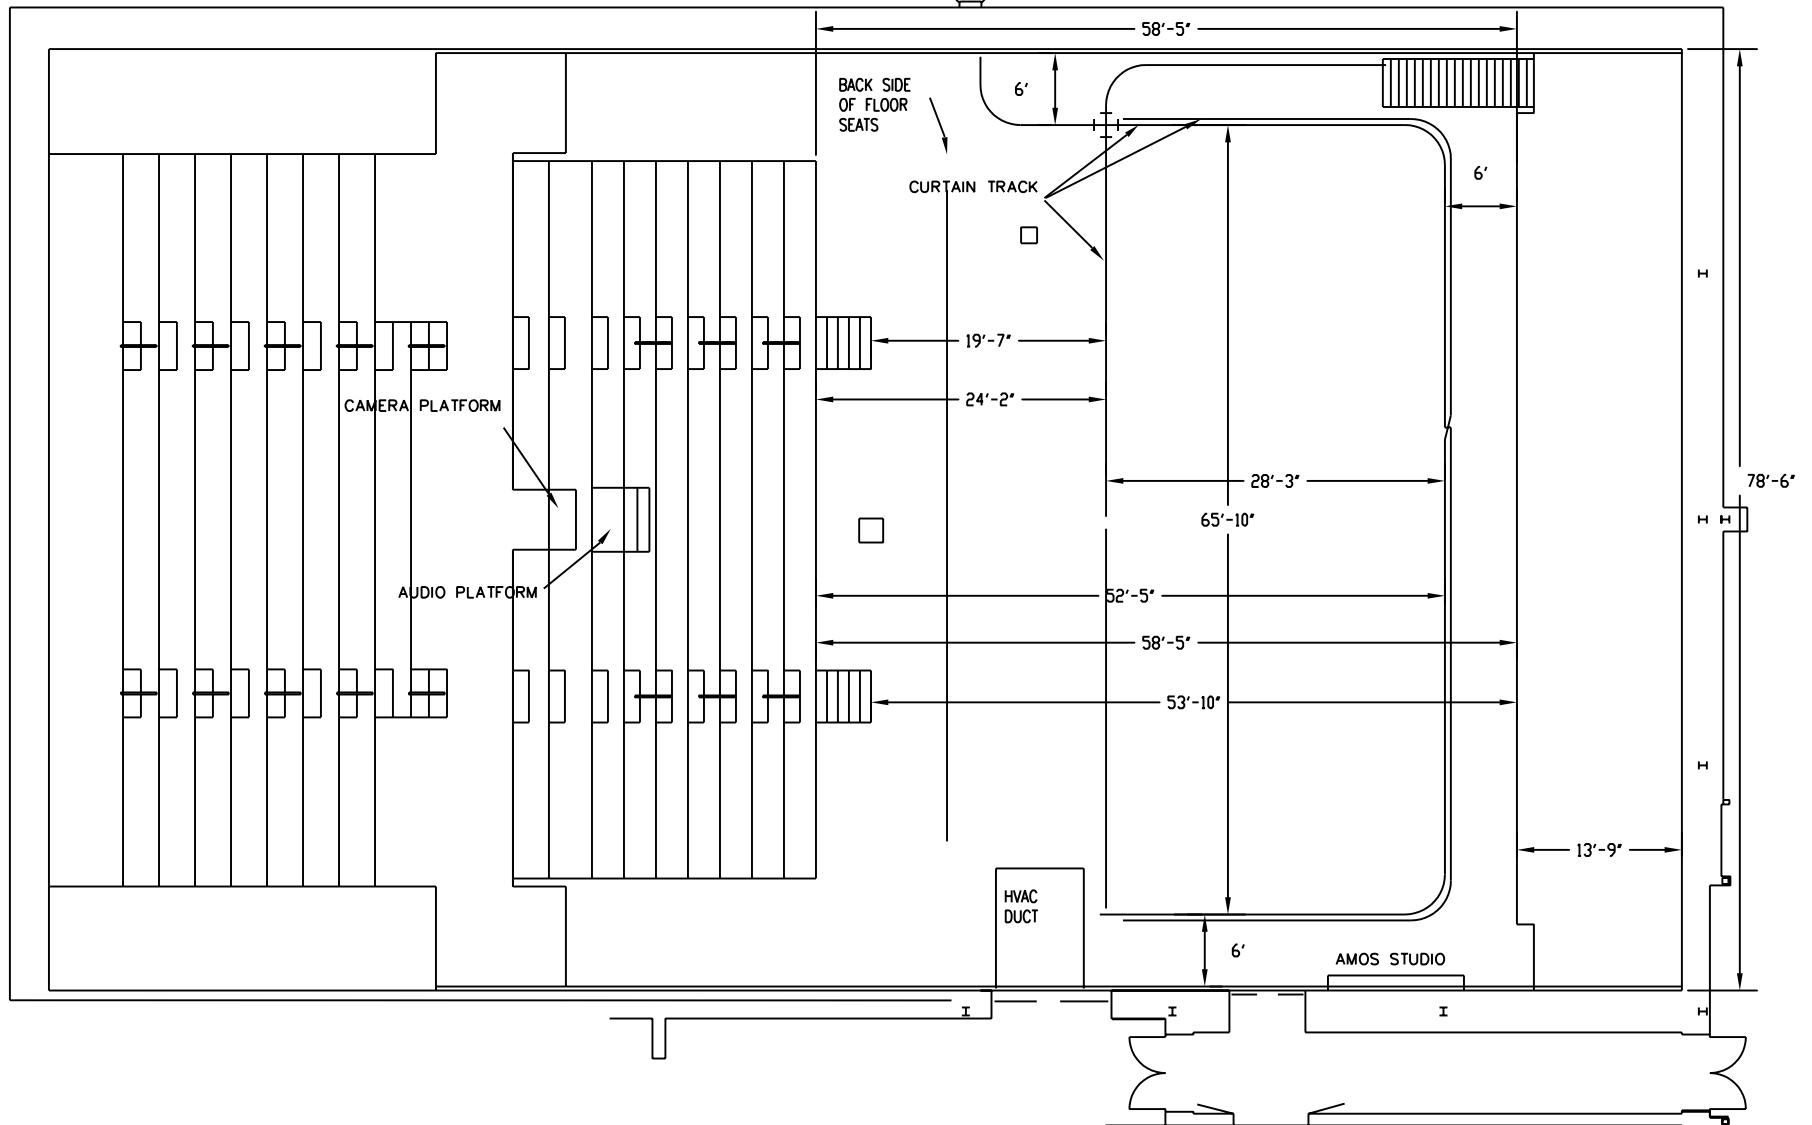 58'-5"
BACK SIDE
OF FLOOR
SEATS
6'
CURTAIN TRACK
6'
19'-7"
CAMERA PLATFORM
24'-2"
28'-3"
78'-6"
65'-10"
AUDIO PLATFORM
52'-5"
58'-5"
53'-10"
13'-9"
HVAC
DUCT
6'
AMOS STUDIO